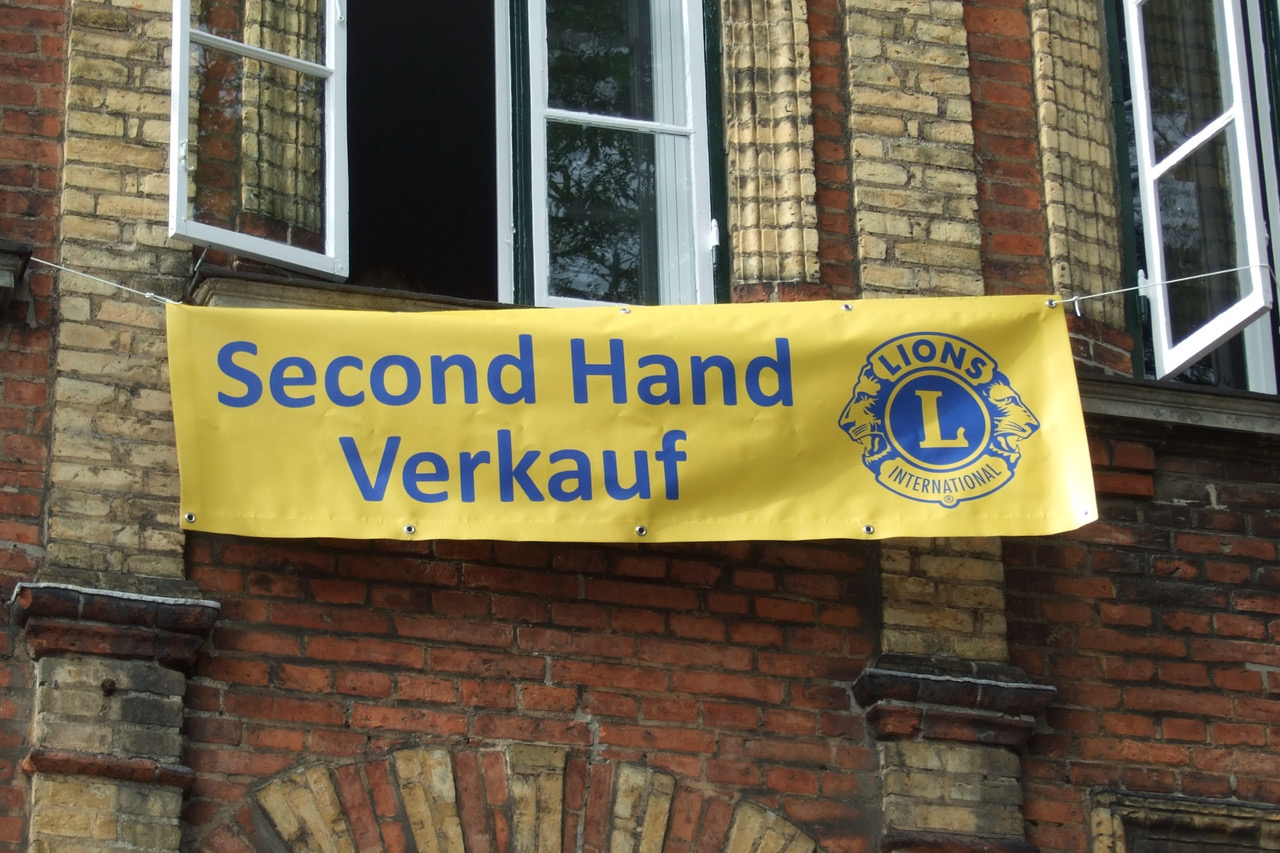 Second Hand
Verkauf
LIONS
L
INTERNATIONAL
®